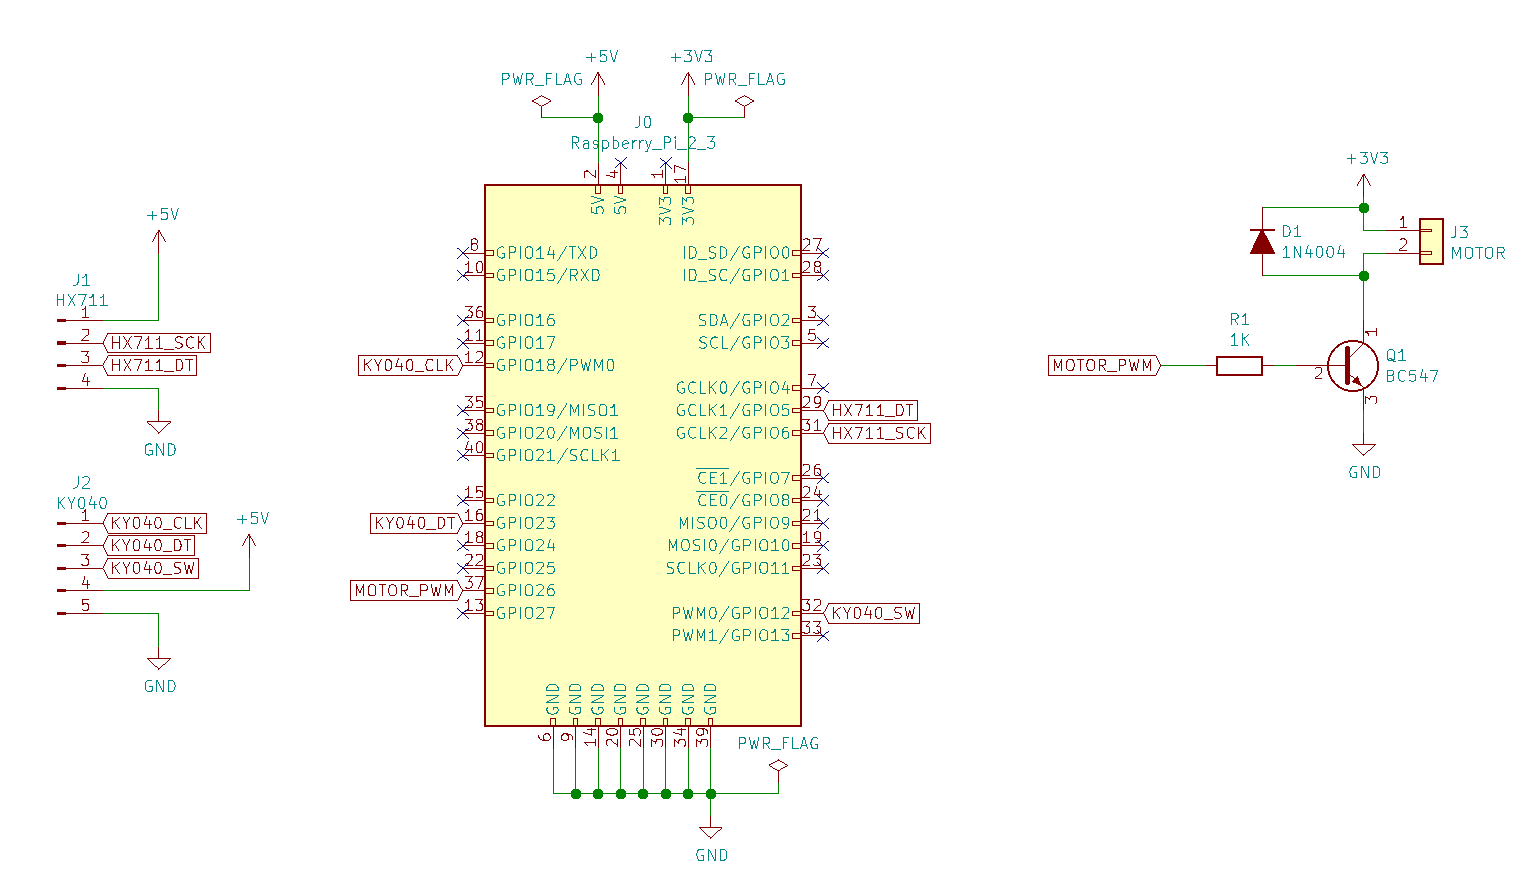 +5V
+3V3
PWR_FLAG
PWR_FLAG
J0
Raspberry_Pi_2_3
2
4
1
17
5V
5V
3V3
3V3
8 GPIO14/TXD
10 GPIO15/RXD
36 GPIO16
11 GPIO17
KY040_CLK 12 GPIO18/PWM0
35 GPIO19/MISO1
38 GPIO20/MOSI1
40 GPIO21/SCLK1
15 GPIO22
KY040_DT 16 GPIO23
18 GPIO24
22 GPIO25
MOTOR_PWM 37 GPIO26
13 GPIO27
ID_SD/GPIO0 27
ID_SC/GPIO1 28
SDA/GPIO2 3
SCL/GPIO3 5
GCLK0/GPIO4 7
GCLK1/GPIO5 29 HX711_DT
GCLK2/GPIO6 31 HX711_SCK
CE1/GPIO7 26
CE0/GPIO8 24
MISO0/GPIO9 21
MOSI0/GPIO10 19
SCLK0/GPIO11 23
PWM0/GPIO12 32 KY040_SW
PWM1/GPIO13 33
GND
GND
GND
GND
GND
GND
GND
GND
6
9
14
20
25
30
34
39
PWR_FLAG
GND
+5V
J1
HX711
1
2 HX711_SCK
3 HX711_DT
4
GND
J2
KY040
1 KY040_CLK
2 KY040_DT
3 KY040_SW
4
5
+5V
GND
+3V3
D1
1N4004
1
2
J3
MOTOR
R1
1K
MOTOR_PWM
1
2
3
Q1
BC547
GND